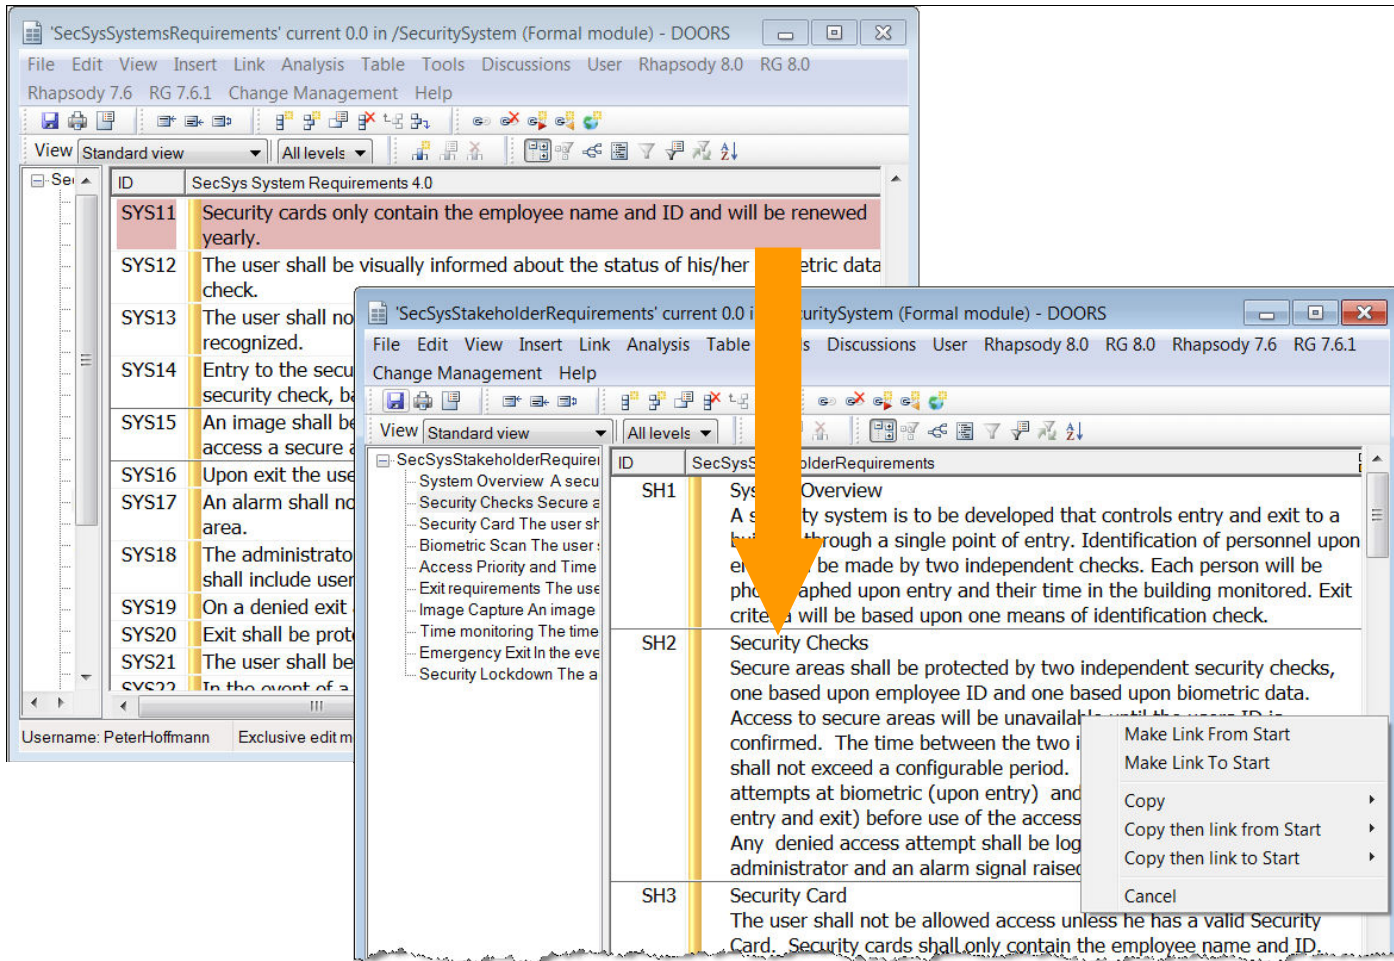 'SecSysSystemsRequirements' current 0.0 in /SecuritySystem (Formal module) - DOORS
File Edit View Insert Link Analysis Table Tools Discussions User Rhapsody 8.0 RG 8.0
Rhapsody 7.6 RG 7.6.1 Change Management Help
View Standard view All levels
Sec
ID SecSys System Requirements 4.0
SYS11 Security cards only contain the employee name and ID and will be renewed
yearly.
SYS12 The user shall be visually informed about the status of his/her etric data
check.
SYS13 The user shall no
recognized.
SYS14 Entry to the secu
security check, ba
SYS15 An image shall be
access a secure a
SYS16 Upon exit the use
SYS17 An alarm shall no
area.
SYS18 The administrato
shall include user
SYS19 On a denied exit
SYS20 Exit shall be prot
SYS21 The user shall be
SYS22 In the event of a
Username: PeterHoffmann Exclusive edit m
'SecSysStakeholderRequirements' current 0.0 i uritySystem (Formal module) - DOORS
File Edit View Insert Link Analysis Table s Discussions User Rhapsody 8.0 RG 8.0 Rhapsody 7.6 RG 7.6.1
Change Management Help
View Standard view All levels
SecSysStakeholderRequirer
System Overview A secu
Security Checks Secure a
Security Card The user sh
Biometric Scan The user
Access Priority and Time
Exit requirements The use
Image Capture An image
Time monitoring The time
Emergency Exit In the eve
Security Lockdown The a
ID SecSysS olderRequirements
SH1 Sys Overview
A s ty system is to be developed that controls entry and exit to a
through a single point of entry. Identification of personnel upon
be made by two independent checks. Each person will be
pho aphed upon entry and their time in the building monitored. Exit
crite a will be based upon one means of identification check.
SH2 Security Checks
Secure areas shall be protected by two independent security checks,
one based upon employee ID and one based upon biometric data.
Access to secure areas will be unavailable until the users ID is
confirmed. The time between the two i
shall not exceed a configurable period.
attempts at biometric (upon entry) and
entry and exit) before use of the access
Any denied access attempt shall be log
administrator and an alarm signal raised
SH3 Security Card
The user shall not be allowed access unless he has a valid Security
Card. Security cards shall only contain the employee name and ID.
Make Link From Start
Make Link To Start
Copy
Copy then link from Start
Copy then link to Start
Cancel